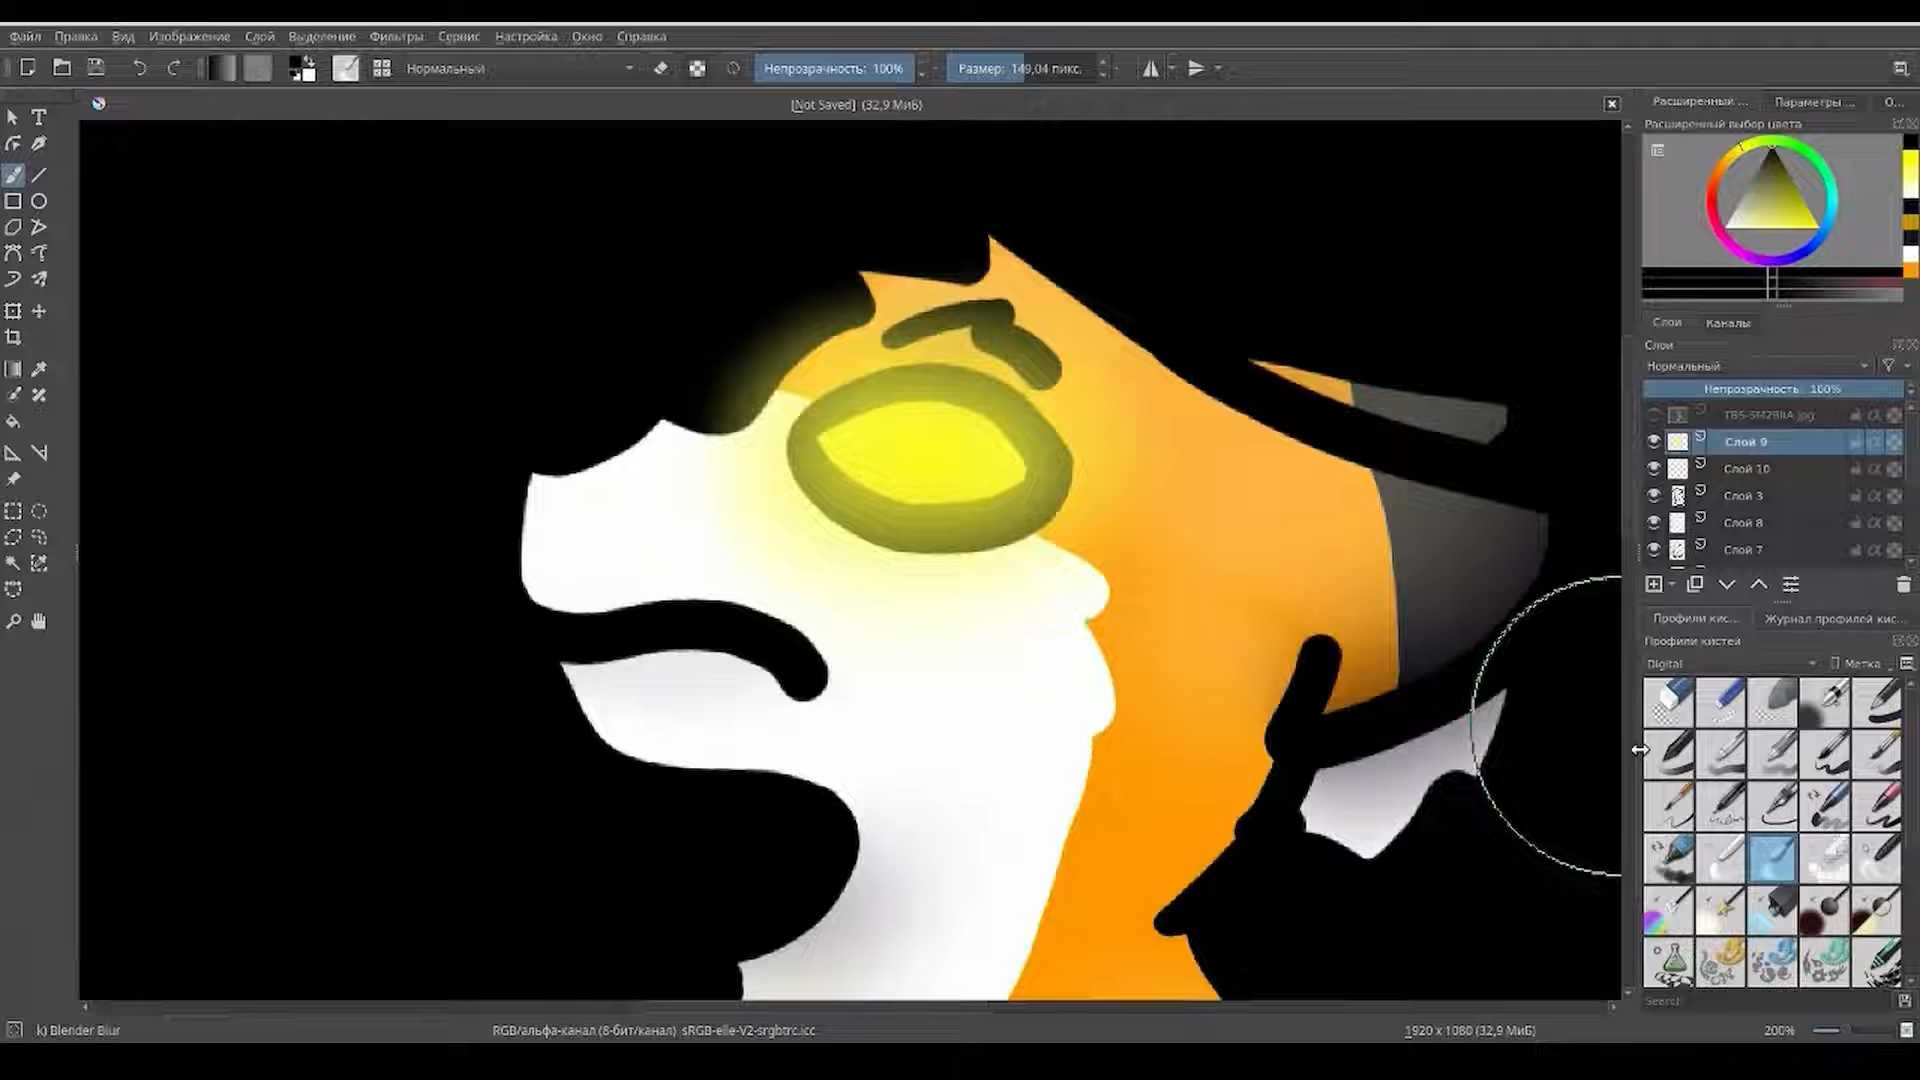 Файл Правка Вид Изображение Слой Выделение Фильтры Сервис Настройка Окно Справка
Нормальный Непрозрачность: 100% Размер: 149,04 пикс.
[Not Saved] (32,9 МиБ)
Расширенный ... Параметры ... О...
Расширенный выбор цвета
Слои Каналы
Слои
Нормальный
Непрозрачность: 100%
Слой 9
Слой 10
Слой 3
Слой 8
Слой 7
Профили кис... Журнал профилей кис...
Профили кистей
Digital Метка
Search
k) Blender Blur RGB/альфа-канал (8-бит/канал) sRGB-elle-V2-srgbtrc.icc 1920 x 1080 (32,9 МиБ) 200%